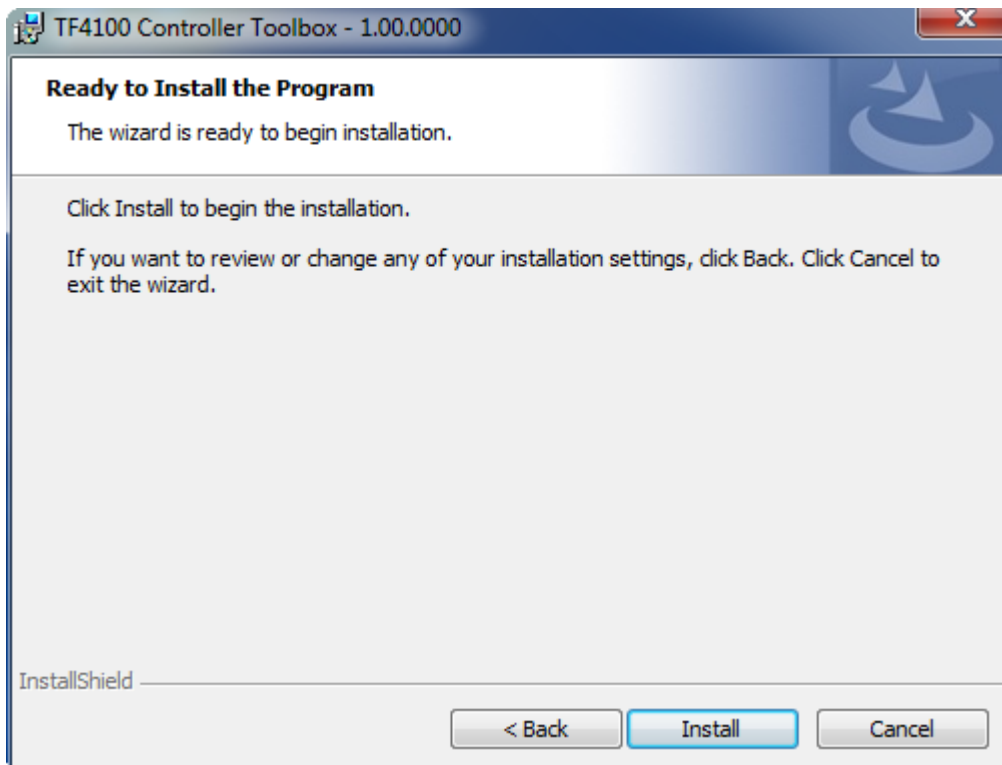 TF4100 Controller Toolbox - 1.00.0000
Ready to Install the Program
The wizard is ready to begin installation.
Click Install to begin the installation.
If you want to review or change any of your installation settings, click Back. Click Cancel to
exit the wizard.
InstallShield
< Back Install Cancel